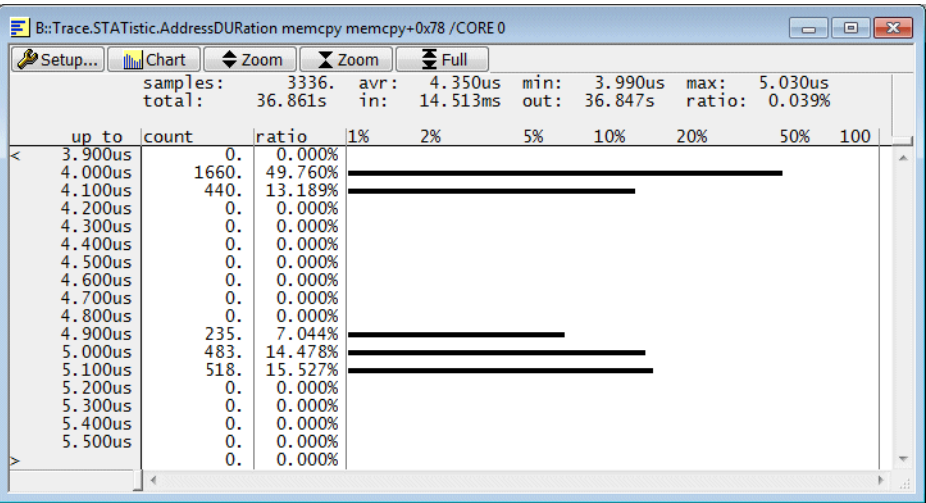 B::Trace.STATistic.AddressDURation memcpy memcpy+0x78 /CORE 0
Setup... Chart Zoom Zoom Full
samples: 3336. avr: 4.350us min: 3.990us max: 5.030us
total: 36.861s in: 14.513ms out: 36.847s ratio: 0.039%
up to count ratio 1% 2% 5% 10% 20% 50% 100
< 3.900us 0. 0.000%
4.000us 1660. 49.760%
4.100us 440. 13.189%
4.200us 0. 0.000%
4.300us 0. 0.000%
4.400us 0. 0.000%
4.500us 0. 0.000%
4.600us 0. 0.000%
4.700us 0. 0.000%
4.800us 0. 0.000%
4.900us 235. 7.044%
5.000us 483. 14.478%
5.100us 518. 15.527%
5.200us 0. 0.000%
5.300us 0. 0.000%
5.400us 0. 0.000%
5.500us 0. 0.000%
> 0. 0.000%